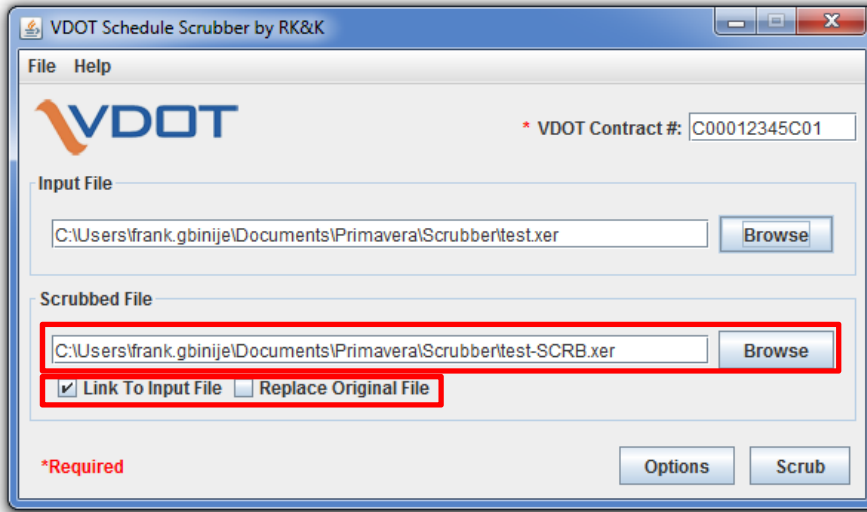 VDOT Schedule Scrubber by RK&K
File Help
VDOT
* VDOT Contract #: C00012345C01
Input File
C:\Users\frank.gbinije\Documents\Primavera\Scrubber\test.xer Browse
Scrubbed File
C:\Users\frank.gbinije\Documents\Primavera\Scrubber\test-SCRB.xer Browse
Link To Input File Replace Original File
*Required Options Scrub